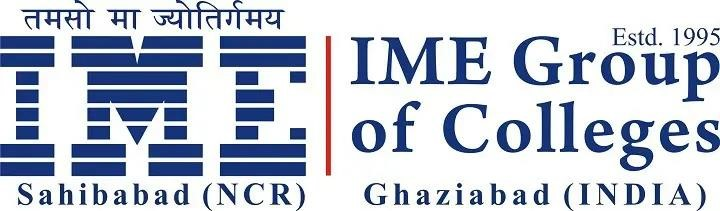 तमसो मा ज्योतिर्गमय
IME
Sahibabad (NCR)
Estd. 1995
IME Group
of Colleges
Ghaziabad (INDIA)